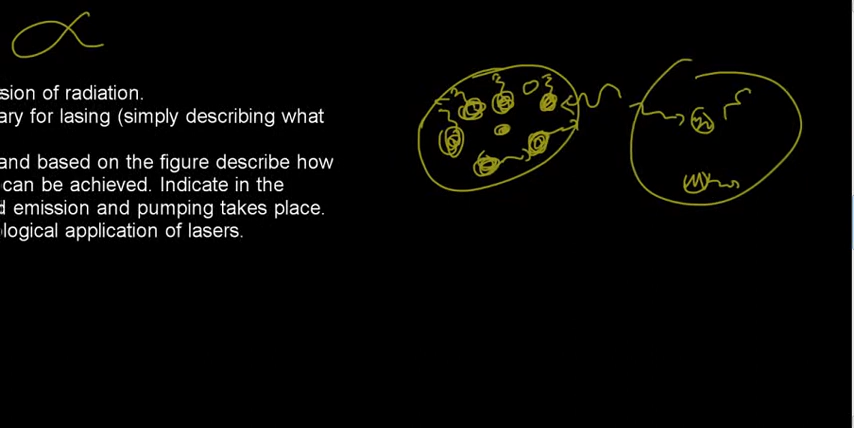 α
sion of radiation.
ary for lasing (simply describing what
and based on the figure describe how
can be achieved. Indicate in the
d emission and pumping takes place.
logical application of lasers.